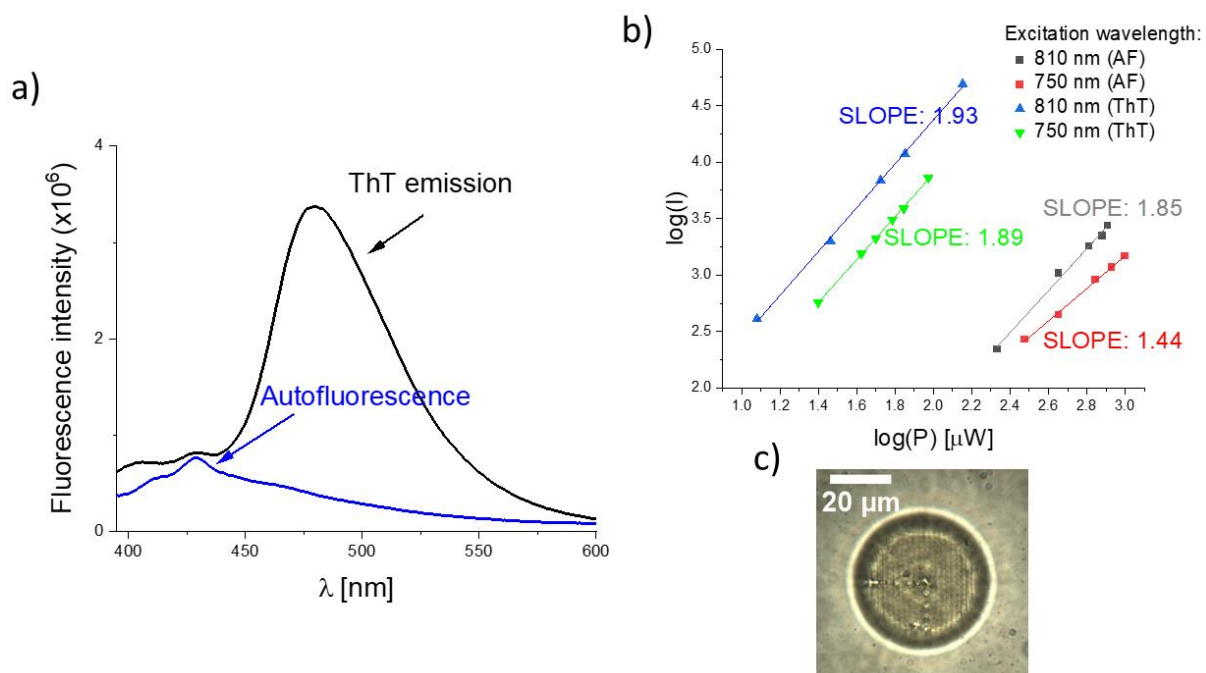 a)
Fluorescence intensity (x10⁶)
4
2
0
400
450
500
550
600
λ [nm]
ThT emission
Autofluorescence
b)
Excitation wavelength:
810 nm (AF)
750 nm (AF)
810 nm (ThT)
750 nm (ThT)
log(I)
5.0
4.5
4.0
3.5
3.0
2.5
2.0
SLOPE: 1.93
SLOPE: 1.89
SLOPE: 1.85
SLOPE: 1.44
1.0
1.2
1.4
1.6
1.8
2.0
2.2
2.4
2.6
2.8
3.0
log(P) [μW]
c)
20 μm